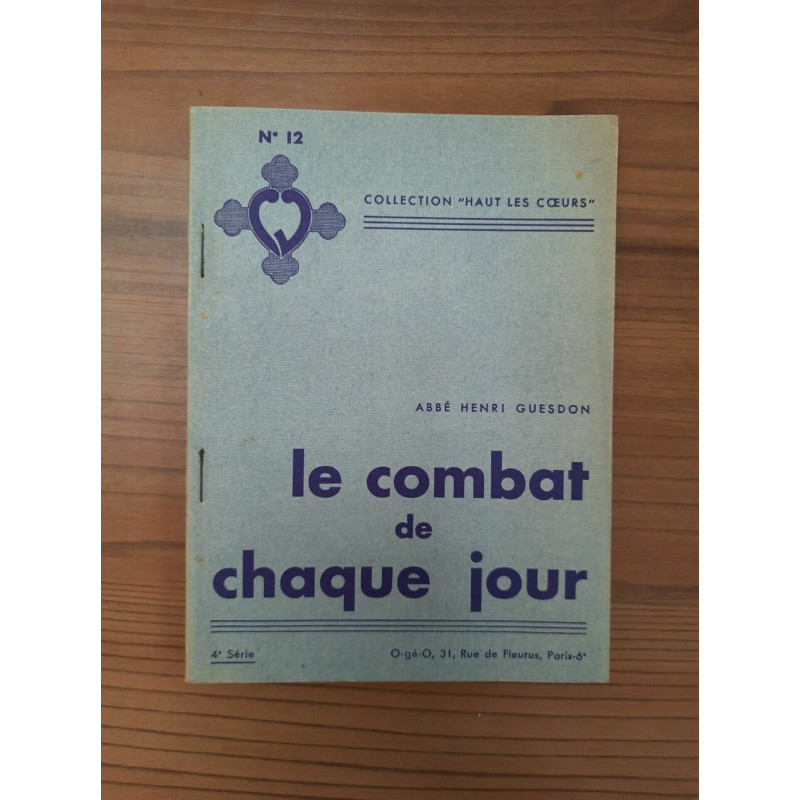 N° 12
COLLECTION "HAUT LES CŒURS"
ABBÉ HENRI GUESDON
le combat
de
chaque jour
4e Série
O-gé-O, 31, Rue de Fleurus, Paris-6e